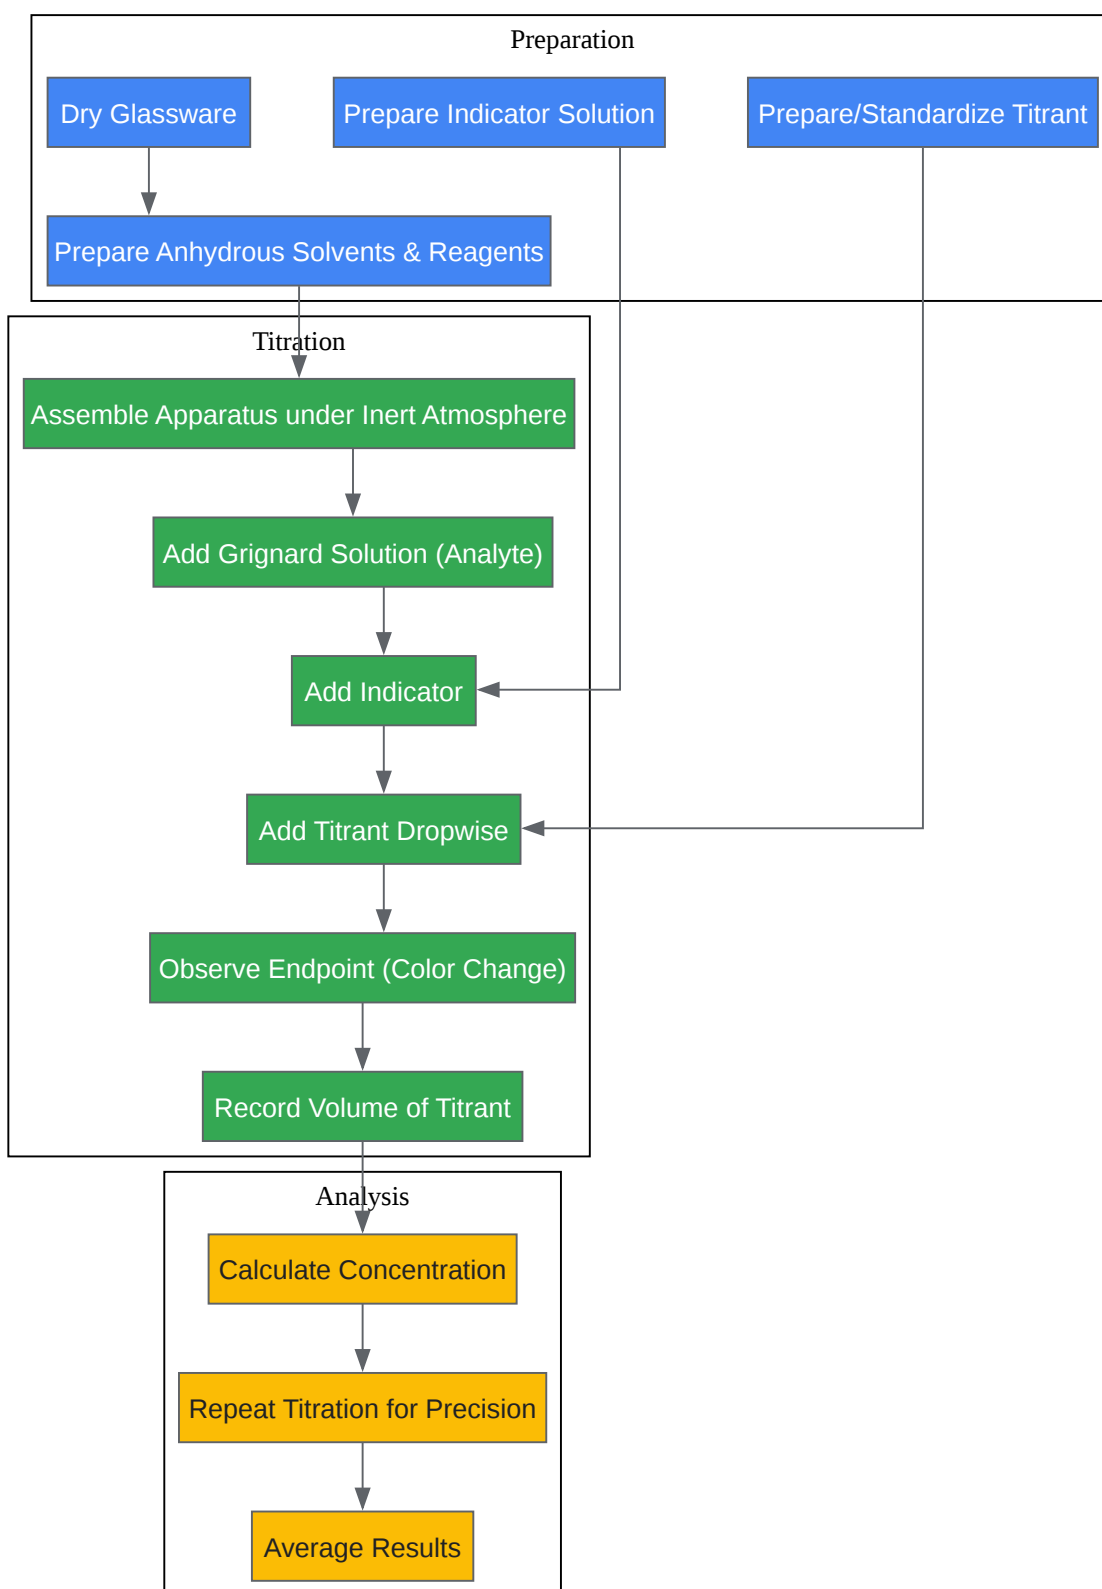 Preparation
Dry Glassware
Prepare Indicator Solution
Prepare/Standardize Titrant
Prepare Anhydrous Solvents & Reagents
Titration
Assemble Apparatus under Inert Atmosphere
Add Grignard Solution (Analyte)
Add Indicator
Add Titrant Dropwise
Observe Endpoint (Color Change)
Record Volume of Titrant
Analysis
Calculate Concentration
Repeat Titration for Precision
Average Results